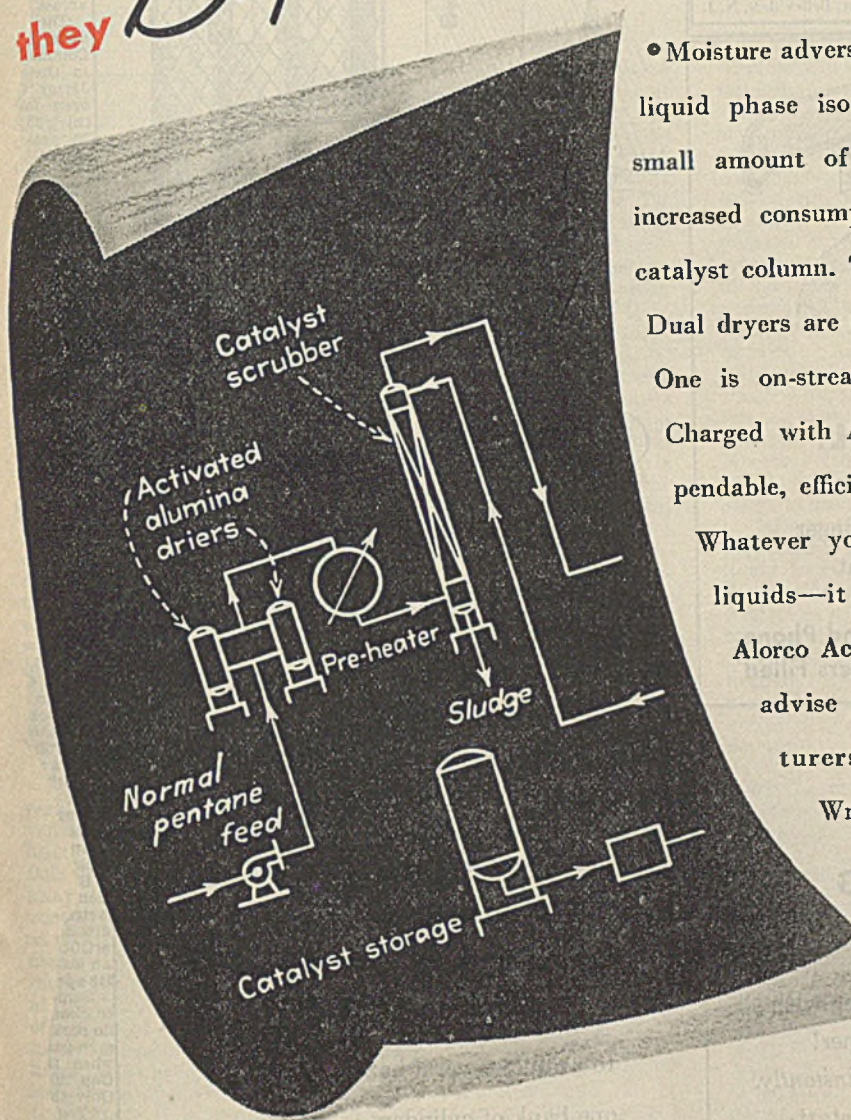 they
• Moisture advers
liquid phase iso
small amount of
increased consump
catalyst column.
Dual dryers are
One is on-strea
Charged with
pendable, effici
Whatever yo
liquids—it
Alorco Ac
advise
turers
Wr
Catalyst
scrubber
Activated
alumina
driers
Pre-heater
Sludge
Normal
pentane
feed
Catalyst storage